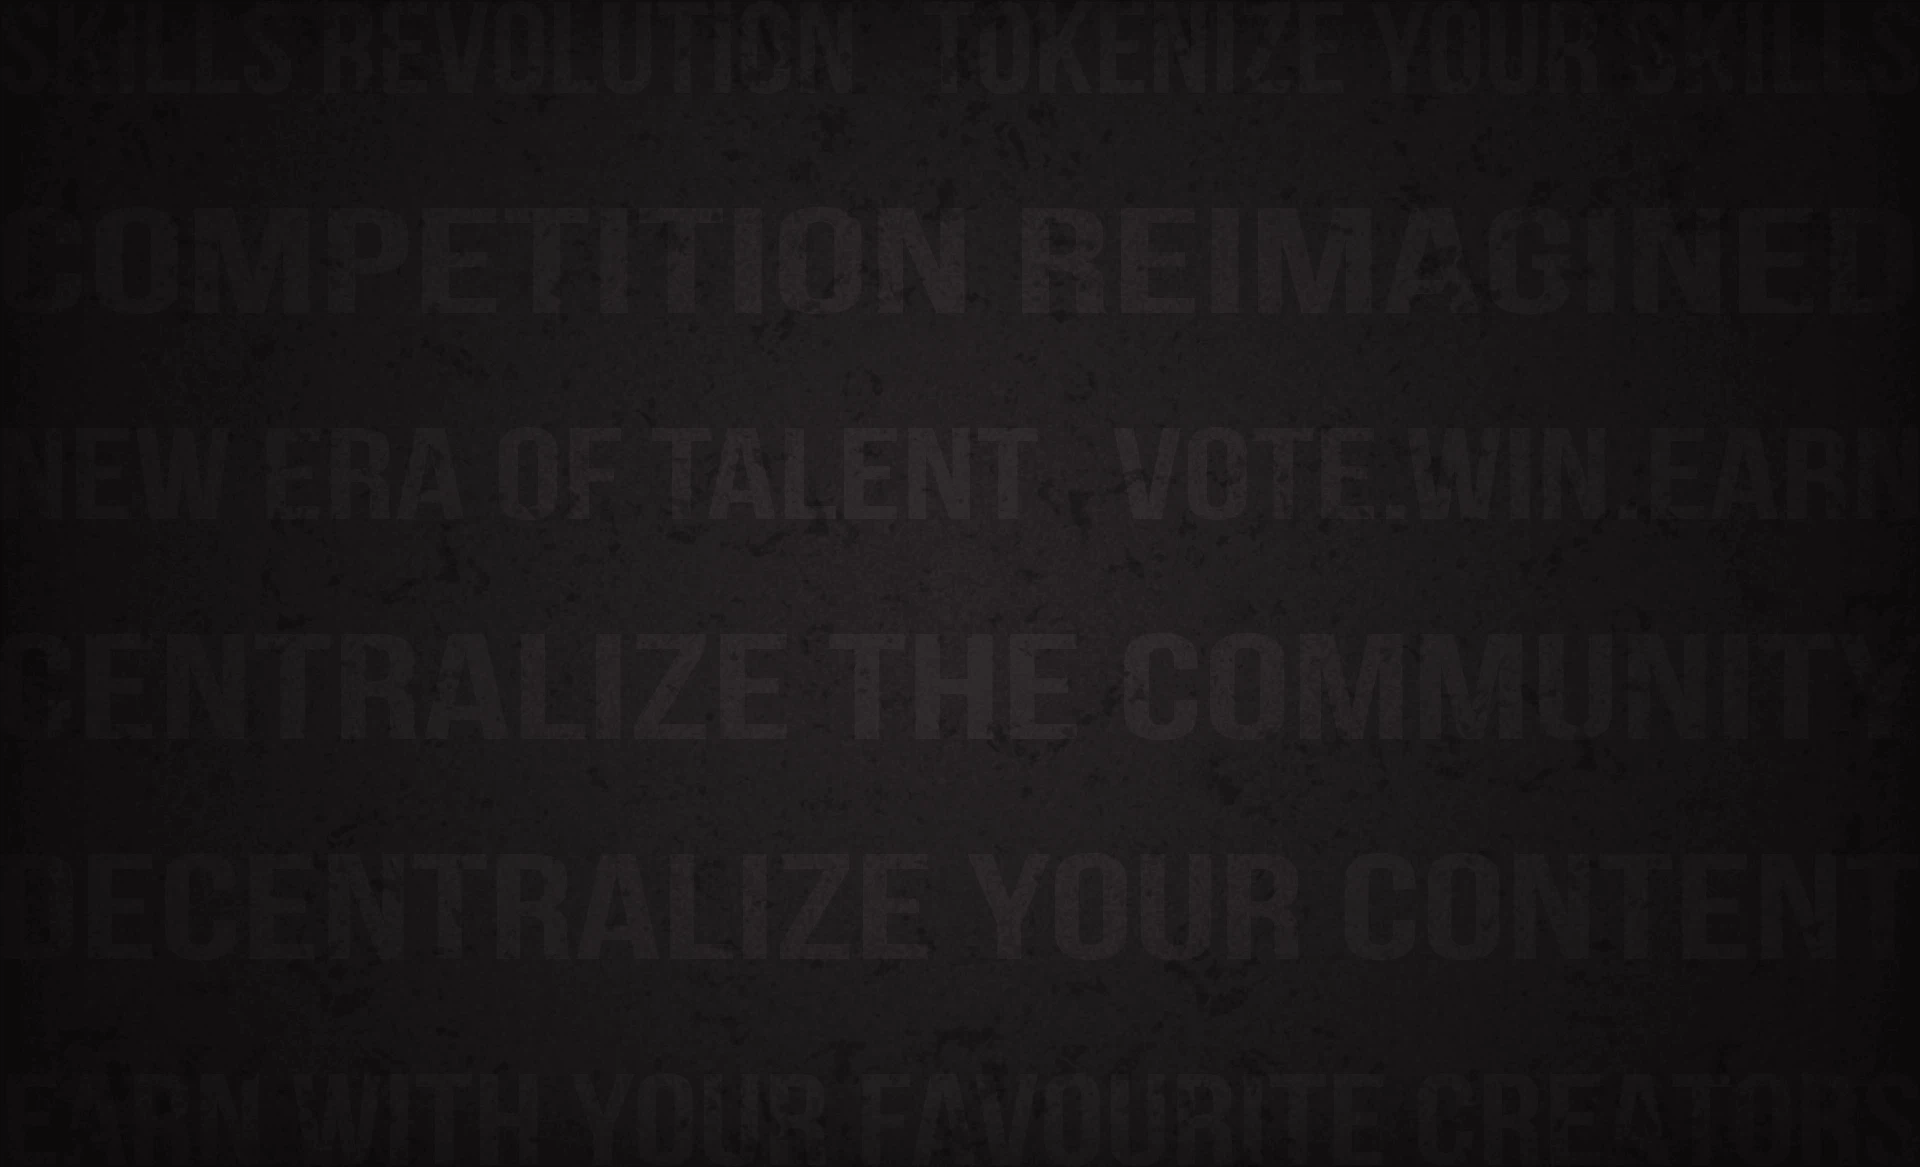 SKILLS REVOLUTION TOKENIZE YOUR SKILLS
COMPETITION REIMAGINED
NEW ERA OF TALENT VOTE.WIN.EARN
CENTRALIZE THE COMMUNITY
DECENTRALIZE YOUR CONTENT
EARN WITH YOUR FAVOURITE CREATORS